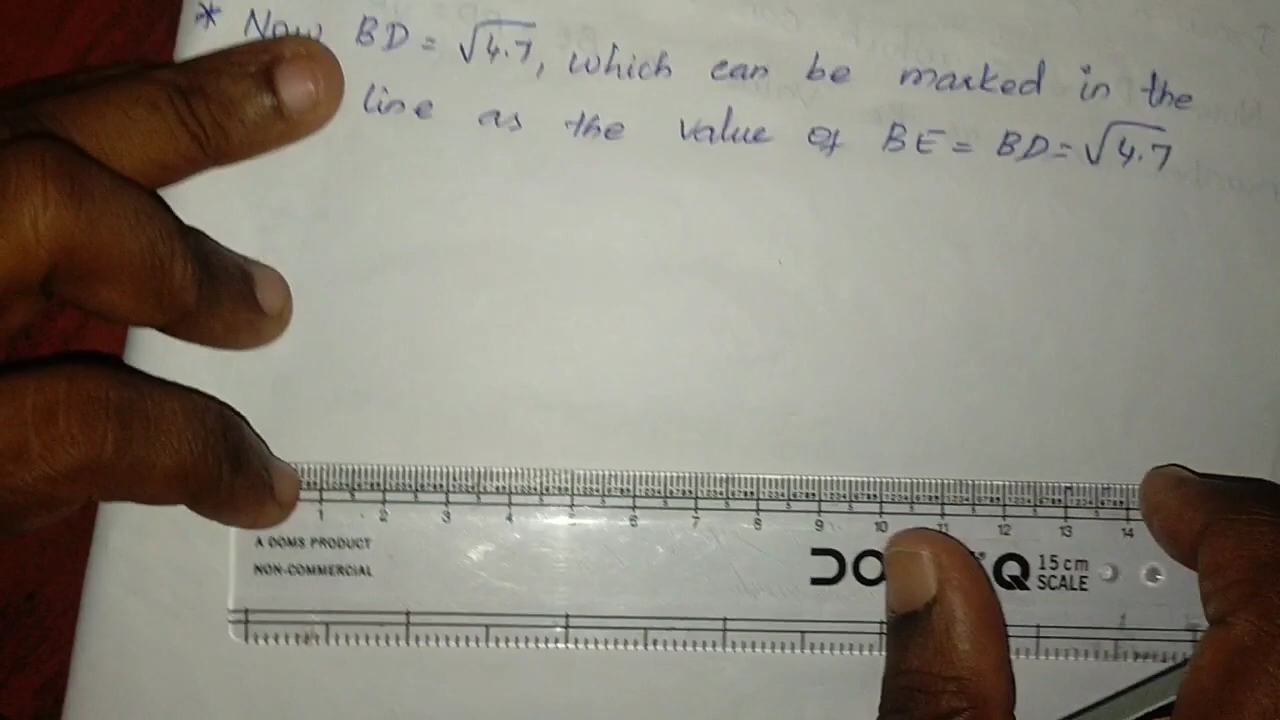 * Now BD = √4.7, which can be marked in the
line as the value of BE = BD = √4.7
1 2 3 4 5 6 7 8 9 10 11 12 13 14
A DOMS PRODUCT
NON-COMMERCIAL
15 cm
SCALE